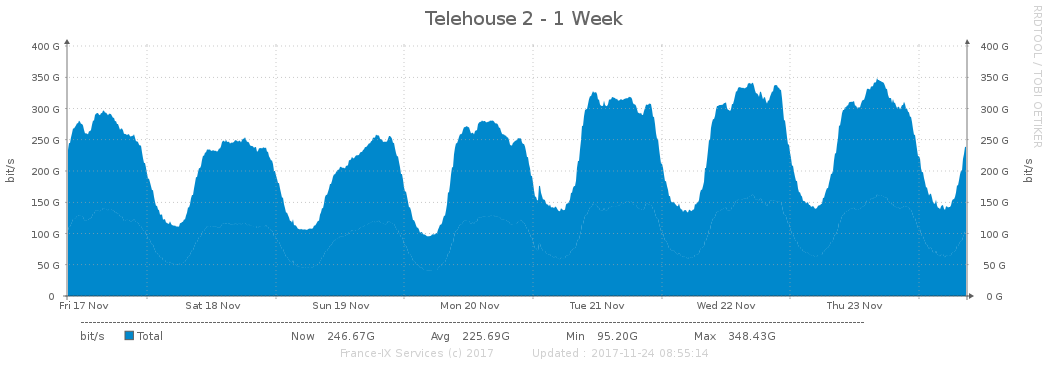 Telehouse 2 - 1 Week
RRDTOOL / TOBI OETIKER
400 G 400 G
350 G 350 G
300 G 300 G
250 G 250 G
200 G 200 G
150 G 150 G
100 G 100 G
50 G 50 G
0 0 G
bit/s
bit/s
Fri 17 Nov Sat 18 Nov Sun 19 Nov Mon 20 Nov Tue 21 Nov Wed 22 Nov Thu 23 Nov
bit/s Total Now 246.67G Avg 225.69G Min 95.20G Max 348.43G
France-IX Services (c) 2017 Updated : 2017-11-24 08:55:14